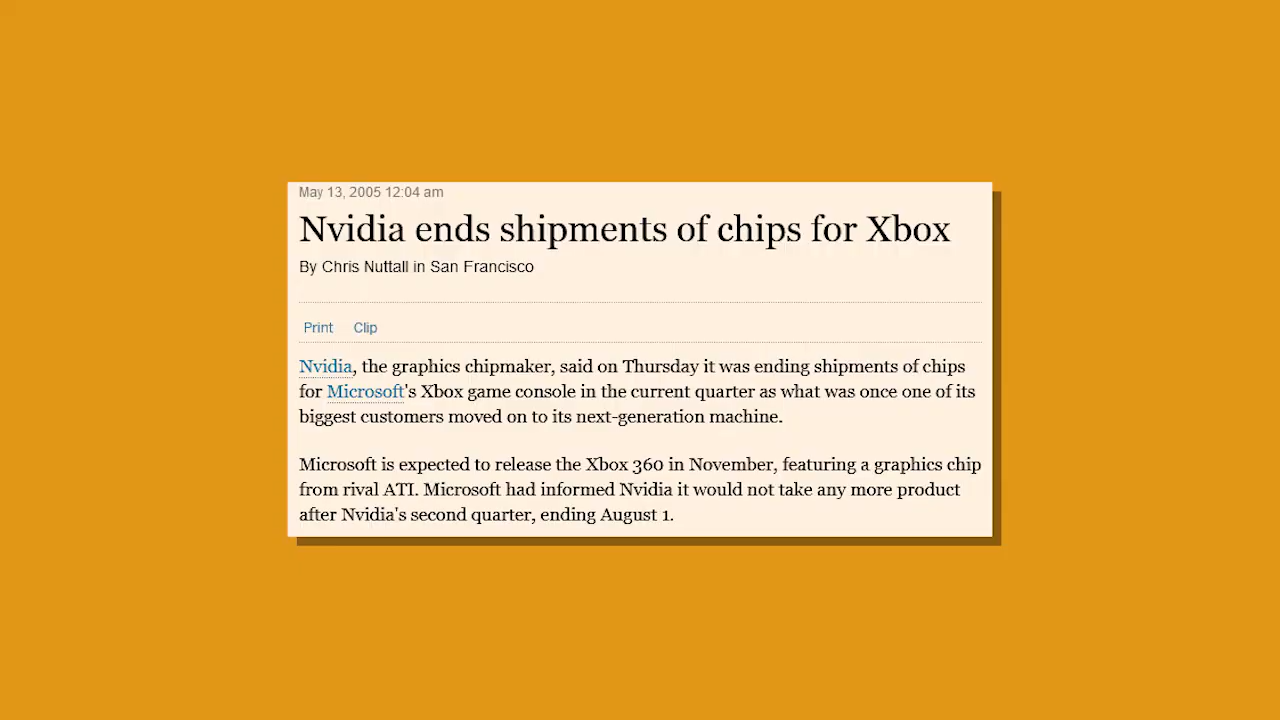 May 13, 2005 12:04 am
Nvidia ends shipments of chips for Xbox
By Chris Nuttall in San Francisco
Print Clip
Nvidia, the graphics chipmaker, said on Thursday it was ending shipments of chips
for Microsoft's Xbox game console in the current quarter as what was once one of its
biggest customers moved on to its next-generation machine.
Microsoft is expected to release the Xbox 360 in November, featuring a graphics chip
from rival ATI. Microsoft had informed Nvidia it would not take any more product
after Nvidia's second quarter, ending August 1.